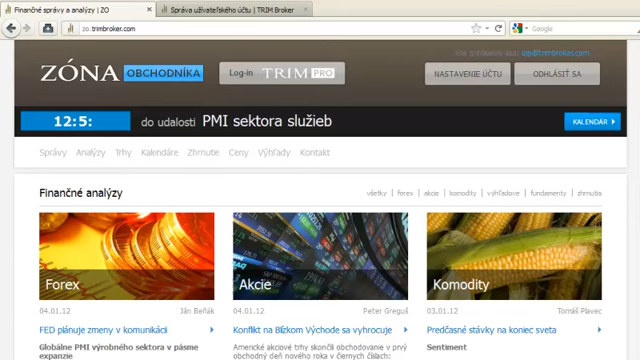 Finančné správy a analýzy | ZO
Správa užívateľského účtu | TRIM Broker
zo.trimbroker.com
Google
ZÓNA OBCHODNÍKA
Log-in TRIM PRO
NASTAVENIE ÚČTU
ODHLÁSIŤ SA
12:5: do udalosti PMI sektora služieb
KALENDÁR
Správy Analýzy Trhy Kalendáre Zhrnutie Ceny Výhľady Kontakt
Finančné analýzy
všetky forex akcie komodity výhľadove fundamenty zhrnutia
Forex
Akcie
Komodity
04.01.12 Ján Beňák
04.01.12 Peter Greguš
03.01.12 Tomáš Plavec
FED plánuje zmeny v komunikácii
Konflikt na Blízkom Východe sa vyhrocuje
Predčasné stávky na koniec sveta
Globálne PMI výrobného sektora v pásme expanzie
Americké akciové trhy skončili obchodovanie v prvý obchodný deň nového roka v čiernych číslach:
Sentiment